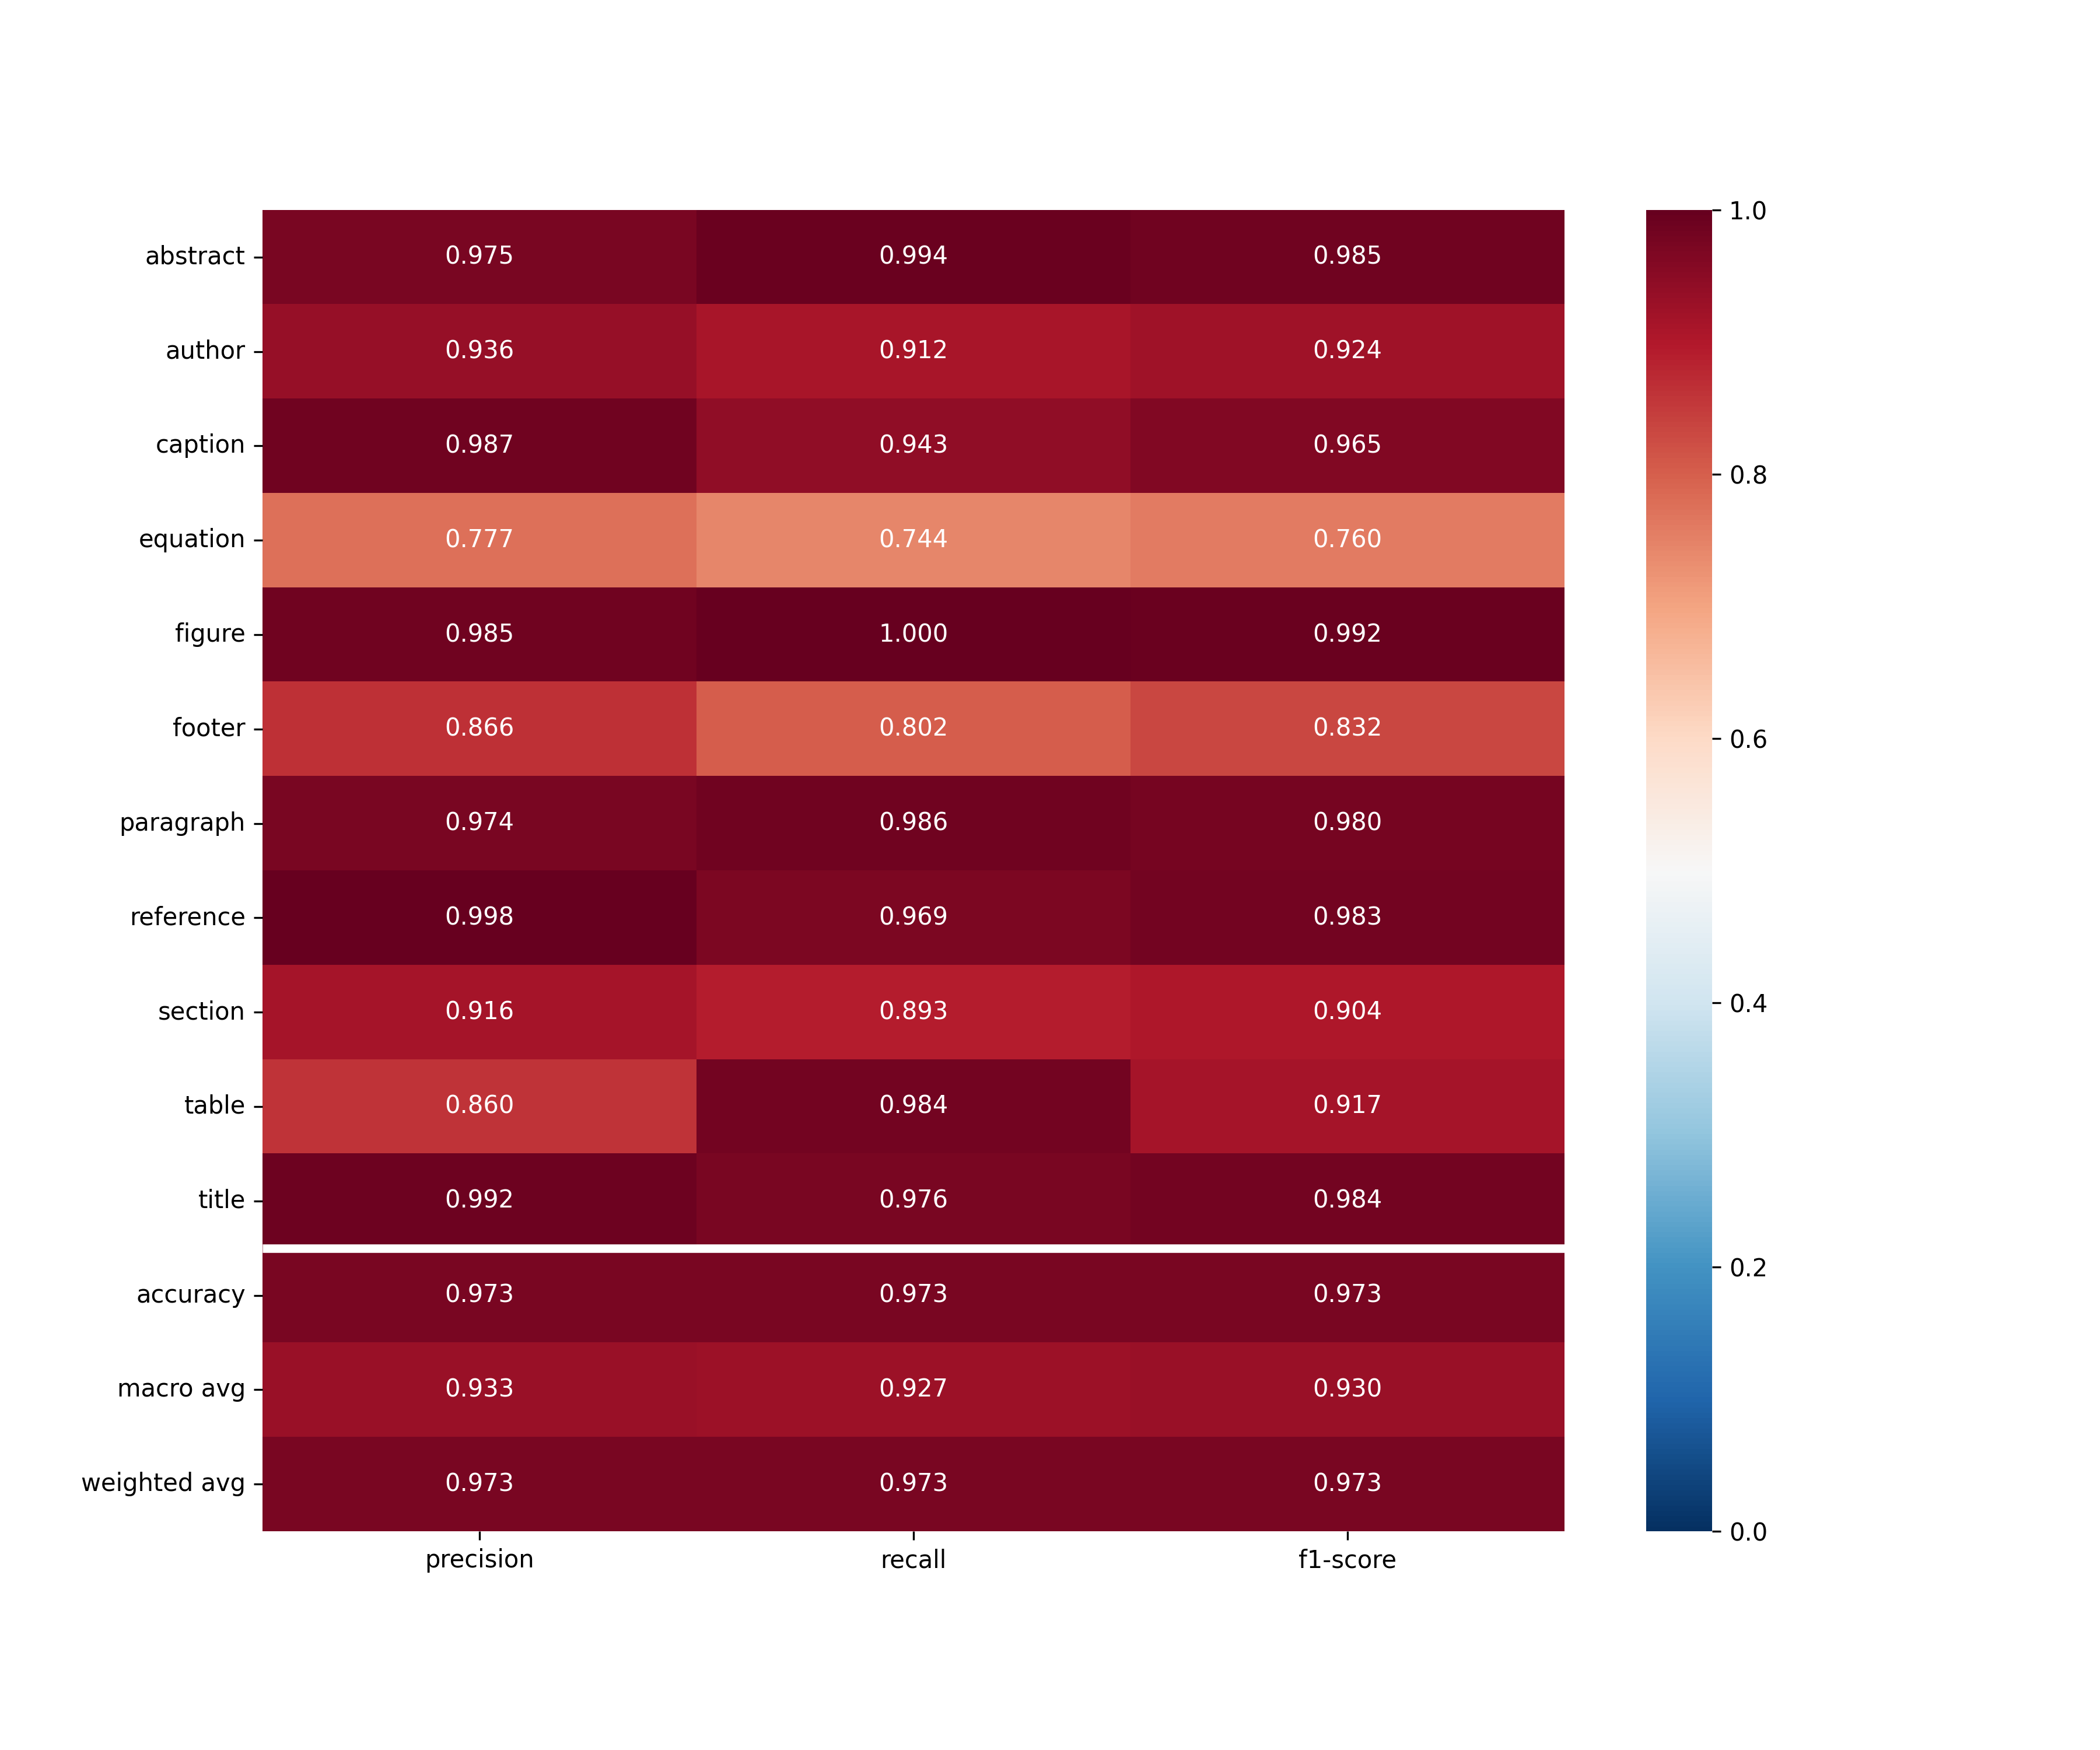 abstract 0.975 0.994 0.985
author 0.936 0.912 0.924
caption 0.987 0.943 0.965
equation 0.777 0.744 0.760
figure 0.985 1.000 0.992
footer 0.866 0.802 0.832
paragraph 0.974 0.986 0.980
reference 0.998 0.969 0.983
section 0.916 0.893 0.904
table 0.860 0.984 0.917
title 0.992 0.976 0.984
accuracy 0.973 0.973 0.973
macro avg 0.933 0.927 0.930
weighted avg 0.973 0.973 0.973
precision recall f1-score
1.0
0.8
0.6
0.4
0.2
0.0